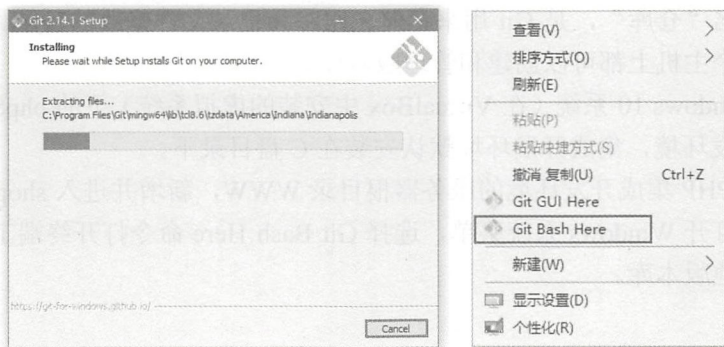 Git 2.14.1 Setup
Installing
Please wait while Setup installs Git on your computer.
Extracting files...
C:\Program Files\Git\mingw64\lib\tcl8.6\tzdata\America\Indiana\Indianapolis
https://git-for-windows.github.io/
Cancel
查看(V)
排序方式(O)
刷新(E)
粘贴(P)
粘贴快捷方式(S)
撤消 复制(U) Ctrl+Z
Git GUI Here
Git Bash Here
新建(W)
显示设置(D)
个性化(R)